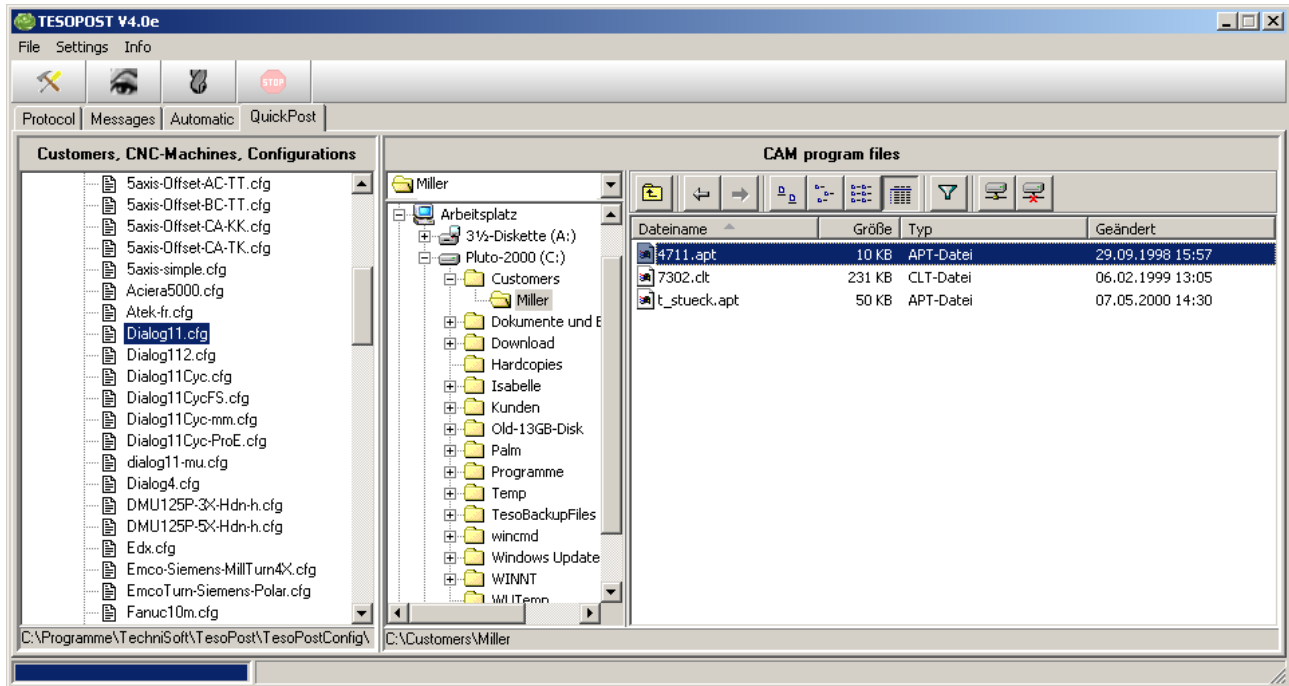 TESOPOST V4.0e
File Settings Info
STOP
Protocol Messages Automatic QuickPost
Customers, CNC-Machines, Configurations
5axis-Offset-AC-TT.cfg
5axis-Offset-BC-TT.cfg
5axis-Offset-CA-KK.cfg
5axis-Offset-CA-TK.cfg
5axis-simple.cfg
Aciera5000.cfg
Atek-fr.cfg
Dialog11.cfg
Dialog112.cfg
Dialog11Cyc.cfg
Dialog11CycFS.cfg
Dialog11Cyc-mm.cfg
Dialog11Cyc-ProE.cfg
dialog11-mu.cfg
Dialog4.cfg
DMU125P-3X-Hdn-h.cfg
DMU125P-5X-Hdn-h.cfg
Edx.cfg
Emco-Siemens-MillTurn4X.cfg
EmcoTurn-Siemens-Polar.cfg
Fanuc10m.cfg
C:\Programme\TechniSoft\TesoPost\TesoPostConfig\
CAM program files
Miller
Arbeitsplatz
3½-Diskette (A:)
Pluto-2000 (C:)
Customers
Miller
Dokumente und E
Download
Hardcopies
Isabelle
Kunden
Old-13GB-Disk
Palm
Programme
Temp
TesoBackupFiles
wincmd
Windows Update
WINNT
WUTemp
C:\Customers\Miller
Dateiname Größe Typ Geändert
4711.apt 10 KB APT-Datei 29.09.1998 15:57
7302.clt 231 KB CLT-Datei 06.02.1999 13:05
t_stueck.apt 50 KB APT-Datei 07.05.2000 14:30